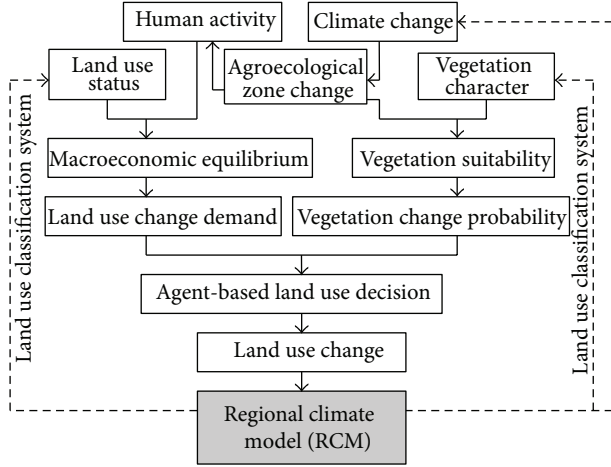 Human activity
Climate change
Land use
status
Agroecological
zone change
Vegetation
character
Macroeconomic equilibrium
Vegetation suitability
Land use change demand
Vegetation change probability
Agent-based land use decision
Land use change
Regional climate
model (RCM)
Land use classification system
Land use classification system